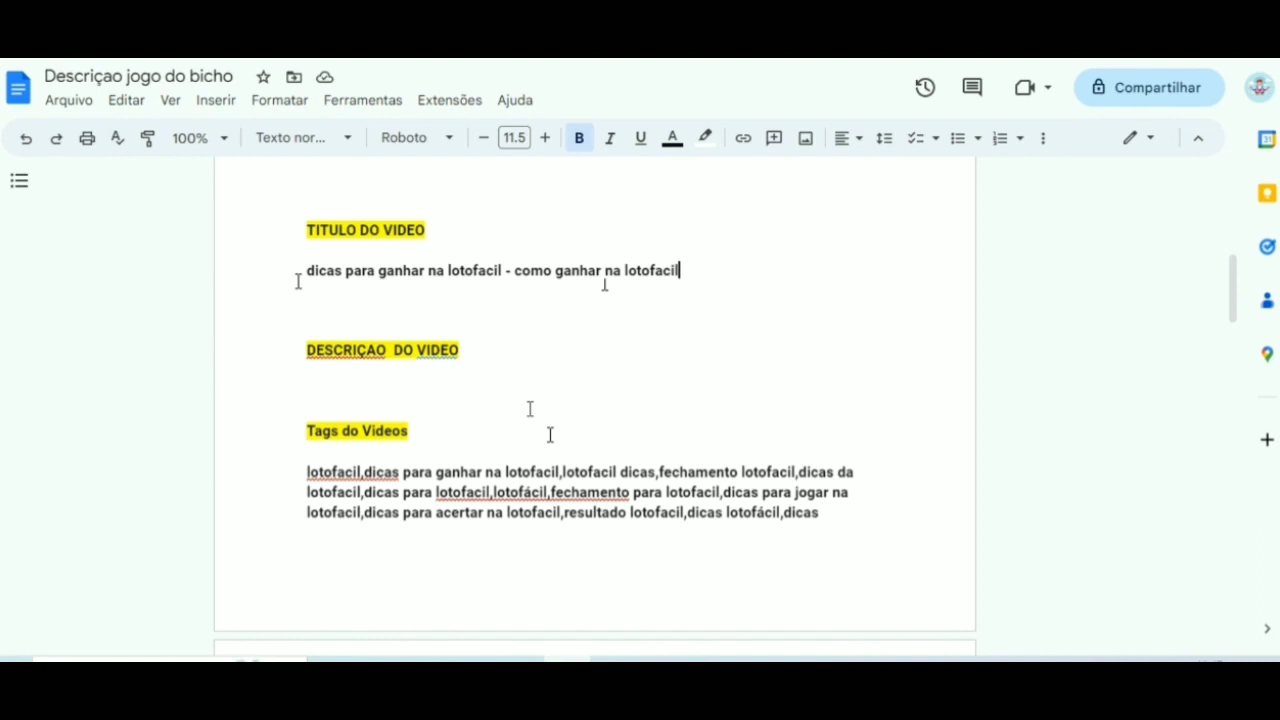 Descriçao jogo do bicho
Arquivo Editar Ver Inserir Formatar Ferramentas Extensões Ajuda
Compartilhar
100% Texto nor... Roboto 11.5 B I U A
31
TITULO DO VIDEO
dicas para ganhar na lotofacil - como ganhar na lotofacil
DESCRIÇAO DO VIDEO
Tags do Videos
lotofacil,dicas para ganhar na lotofacil,lotofacil dicas,fechamento lotofacil,dicas da
lotofacil,dicas para lotofacil,lotofácil,fechamento para lotofacil,dicas para jogar na
lotofacil,dicas para acertar na lotofacil,resultado lotofacil,dicas lotofácil,dicas